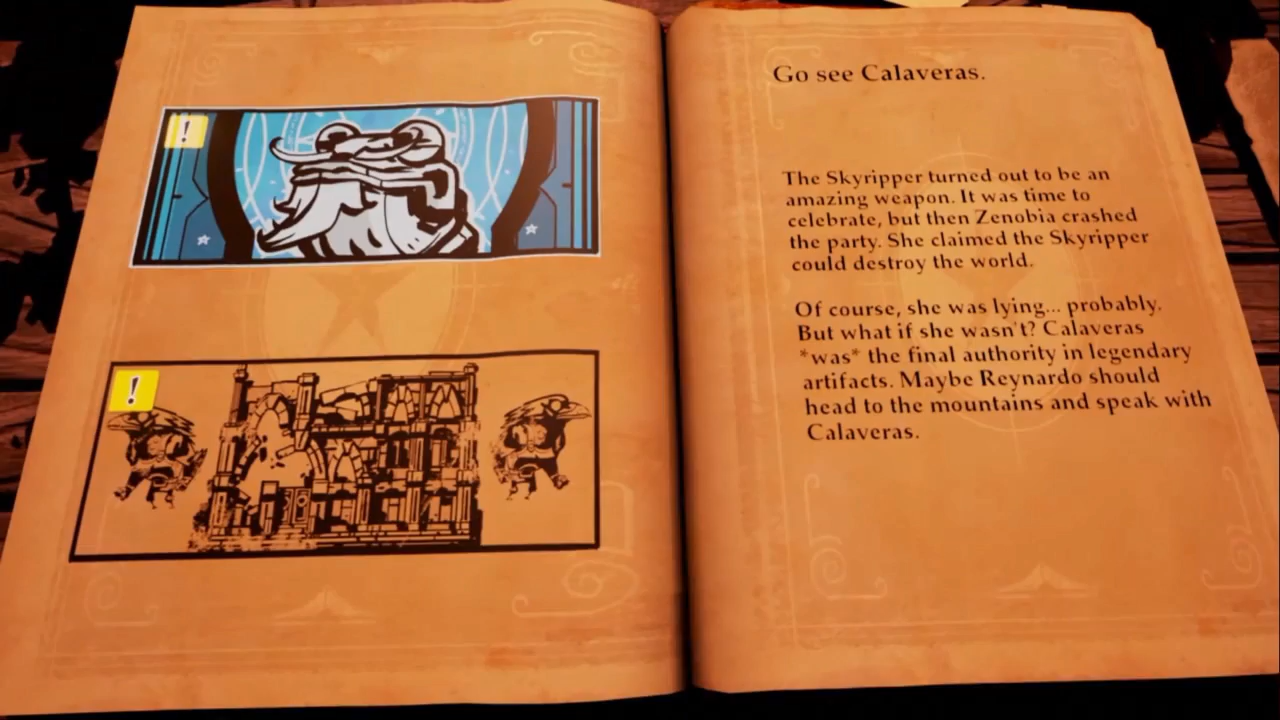 !
!
Go see Calaveras.
The Skyripper turned out to be an
amazing weapon. It was time to
celebrate, but then Zenobia crashed
the party. She claimed the Skyripper
could destroy the world.
Of course, she was lying... probably.
But what if she wasn't? Calaveras
*was* the final authority in legendary
artifacts. Maybe Reynardo should
head to the mountains and speak with
Calaveras.